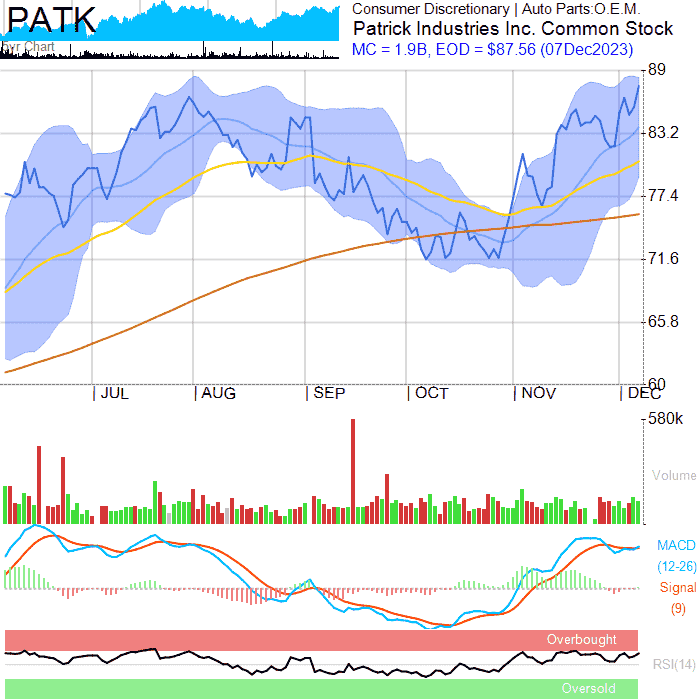 PATK
Consumer Discretionary | Auto Parts:O.E.M.
Patrick Industries Inc. Common Stock
MC = 1.9B, EOD = $87.56 (07Dec2023)
5yr Chart
89
83.2
77.4
71.6
65.8
60
JUL AUG SEP OCT NOV DEC
580k
Volume
MACD
(12-26)
Signal
(9)
Overbought
RSI(14)
Oversold